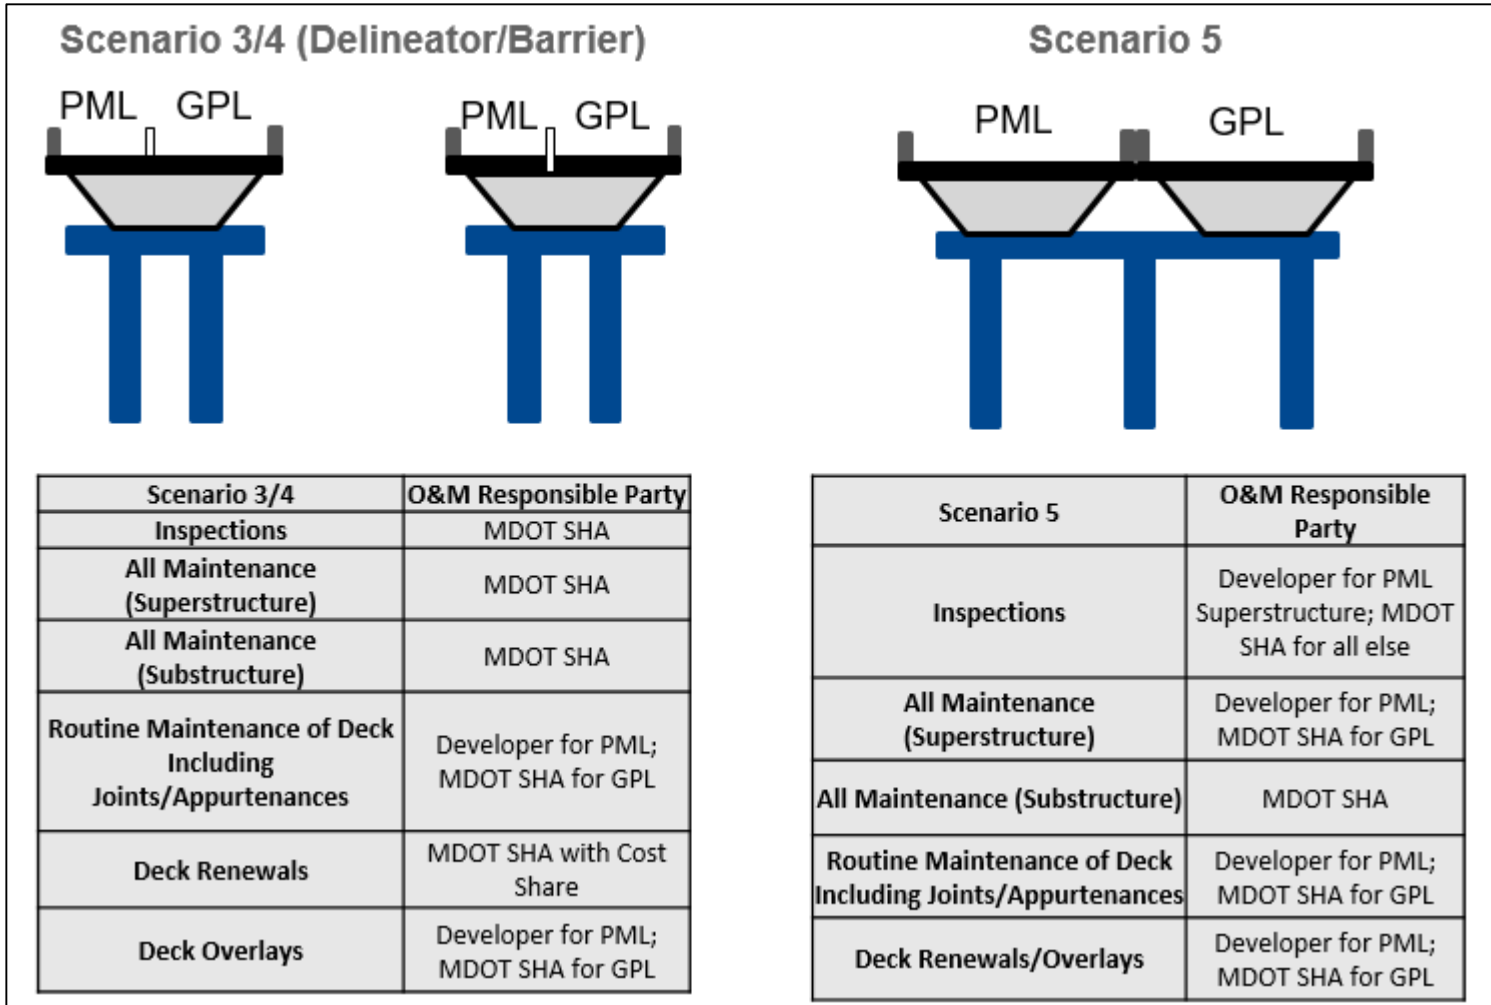 Scenario 3/4 (Delineator/Barrier)
PML GPL
PML GPL
Scenario 3/4
O&M Responsible Party
Inspections
MDOT SHA
All Maintenance
(Superstructure)
MDOT SHA
All Maintenance
(Substructure)
MDOT SHA
Routine Maintenance of Deck
Including
Joints/Appurtenances
Developer for PML;
MDOT SHA for GPL
Deck Renewals
MDOT SHA with Cost
Share
Deck Overlays
Developer for PML;
MDOT SHA for GPL
Scenario 5
PML
GPL
Scenario 5
O&M Responsible
Party
Inspections
Developer for PML
Superstructure; MDOT
SHA for all else
All Maintenance
(Superstructure)
Developer for PML;
MDOT SHA for GPL
All Maintenance (Substructure)
MDOT SHA
Routine Maintenance of Deck
Including Joints/Appurtenances
Developer for PML;
MDOT SHA for GPL
Deck Renewals/Overlays
Developer for PML;
MDOT SHA for GPL